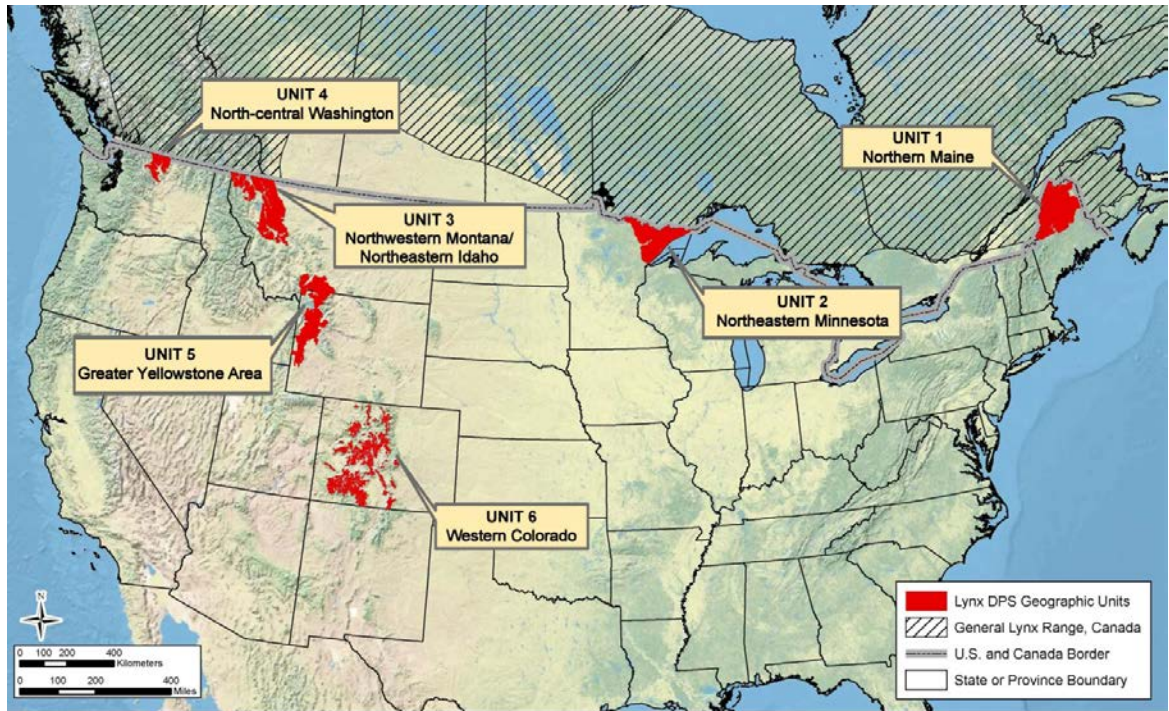 UNIT 4
North-central Washington
UNIT 1
Northern Maine
UNIT 3
Northwestern Montana/
Northeastern Idaho
UNIT 2
Northeastern Minnesota
UNIT 5
Greater Yellowstone Area
UNIT 6
Western Colorado
N
0 100 200 400
Kilometers
0 100 200 400
Miles
Lynx DPS Geographic Units
General Lynx Range, Canada
U.S. and Canada Border
State or Province Boundary